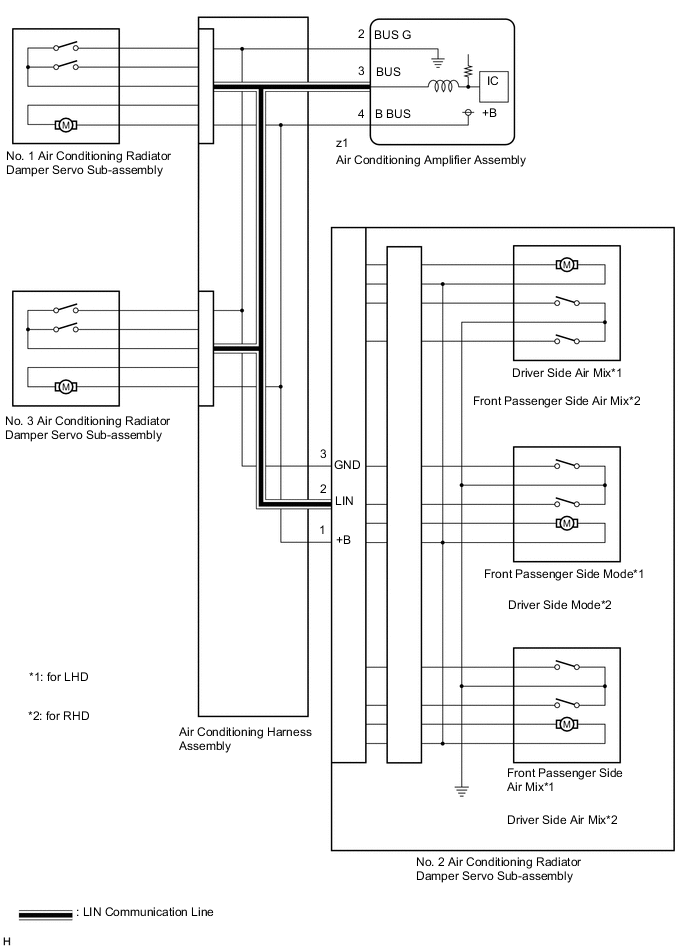 2 BUS G
3 BUS
IC
4 B BUS
+B
z1
Air Conditioning Amplifier Assembly
M
No. 1 Air Conditioning Radiator
Damper Servo Sub-assembly
M
Driver Side Air Mix*1
Front Passenger Side Air Mix*2
M
No. 3 Air Conditioning Radiator
Damper Servo Sub-assembly
3 GND
2 LIN
1 +B
M
Front Passenger Side Mode*1
Driver Side Mode*2
*1: for LHD
*2: for RHD
Air Conditioning Harness
Assembly
M
Front Passenger Side
Air Mix*1
Driver Side Air Mix*2
No. 2 Air Conditioning Radiator
Damper Servo Sub-assembly
: LIN Communication Line
H